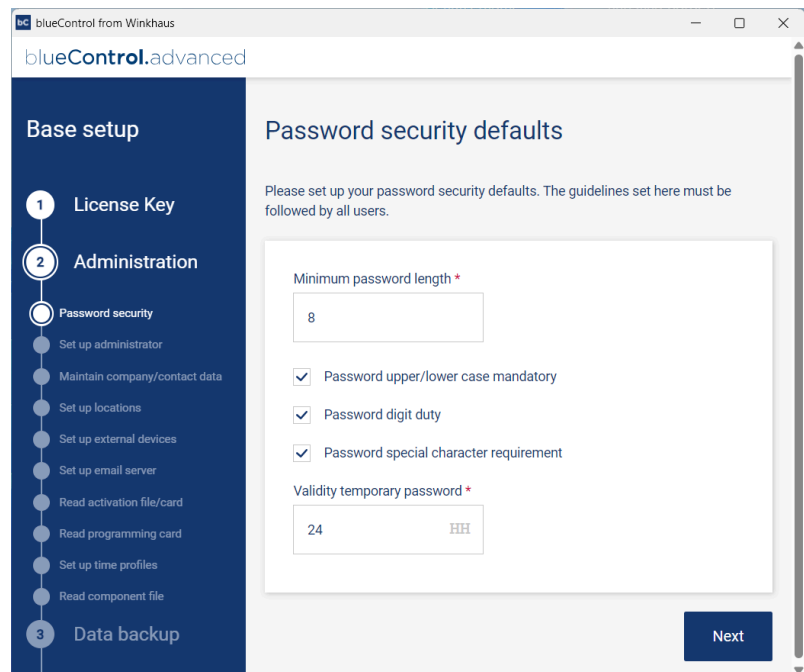 bC blueControl from Winkhaus
blueControl.advanced
Base setup
1 License Key
2 Administration
Password security
Set up administrator
Maintain company/contact data
Set up locations
Set up external devices
Set up email server
Read activation file/card
Read programming card
Set up time profiles
Read component file
3 Data backup
Password security defaults
Please set up your password security defaults. The guidelines set here must be
followed by all users.
Minimum password length *
8
Password upper/lower case mandatory
Password digit duty
Password special character requirement
Validity temporary password *
24 HH
Next